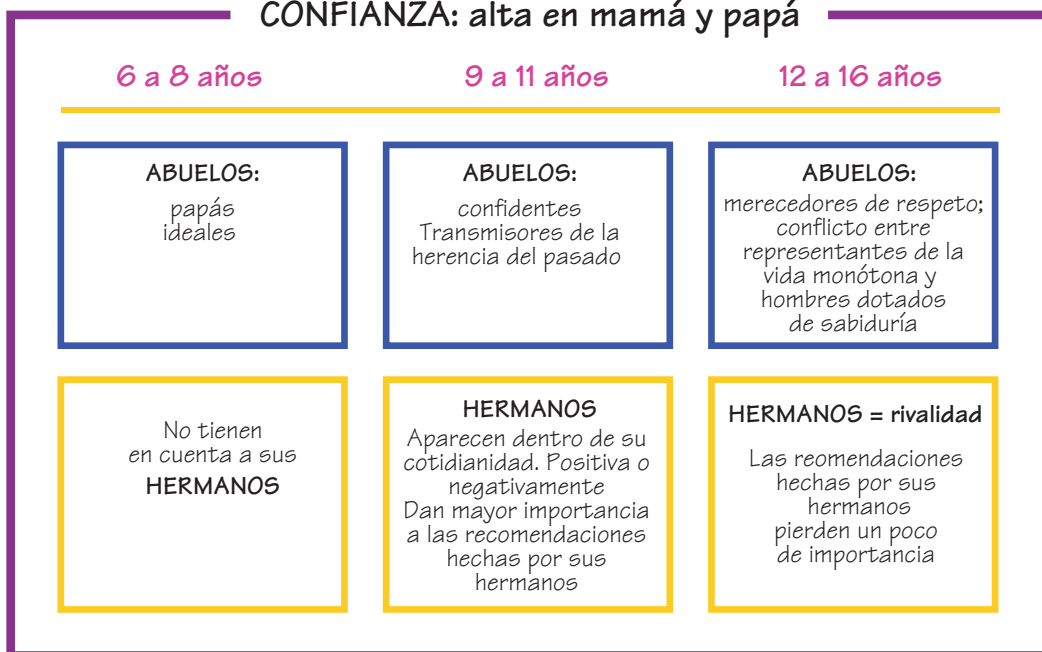 CONFIANZA: alta en mamá y papá
6 a 8 años
9 a 11 años
12 a 16 años
ABUELOS:
papás
ideales
ABUELOS:
confidentes
Transmisores de la
herencia del pasado
ABUELOS:
merecedores de respeto;
conflicto entre
representantes de la
vida monótona y
hombres dotados
de sabiduría
No tienen
en cuenta a sus
HERMANOS
HERMANOS
Aparecen dentro de su
cotidianidad. Positiva o
negativamente
Dan mayor importancia
a las recomendaciones
hechas por sus
hermanos
HERMANOS = rivalidad
Las reomendaciones
hechas por sus
hermanos
pierden un poco
de importancia